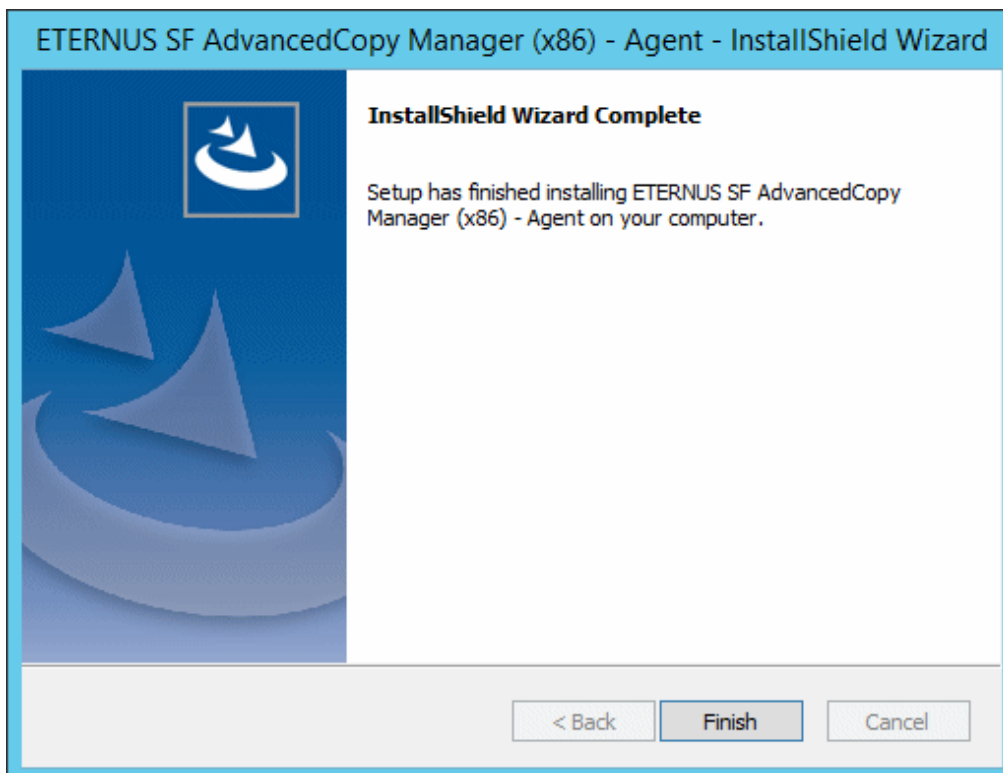 ETERNUS SF AdvancedCopy Manager (x86) - Agent - InstallShield Wizard
InstallShield Wizard Complete
Setup has finished installing ETERNUS SF AdvancedCopy
Manager (x86) - Agent on your computer.
< Back
Finish
Cancel